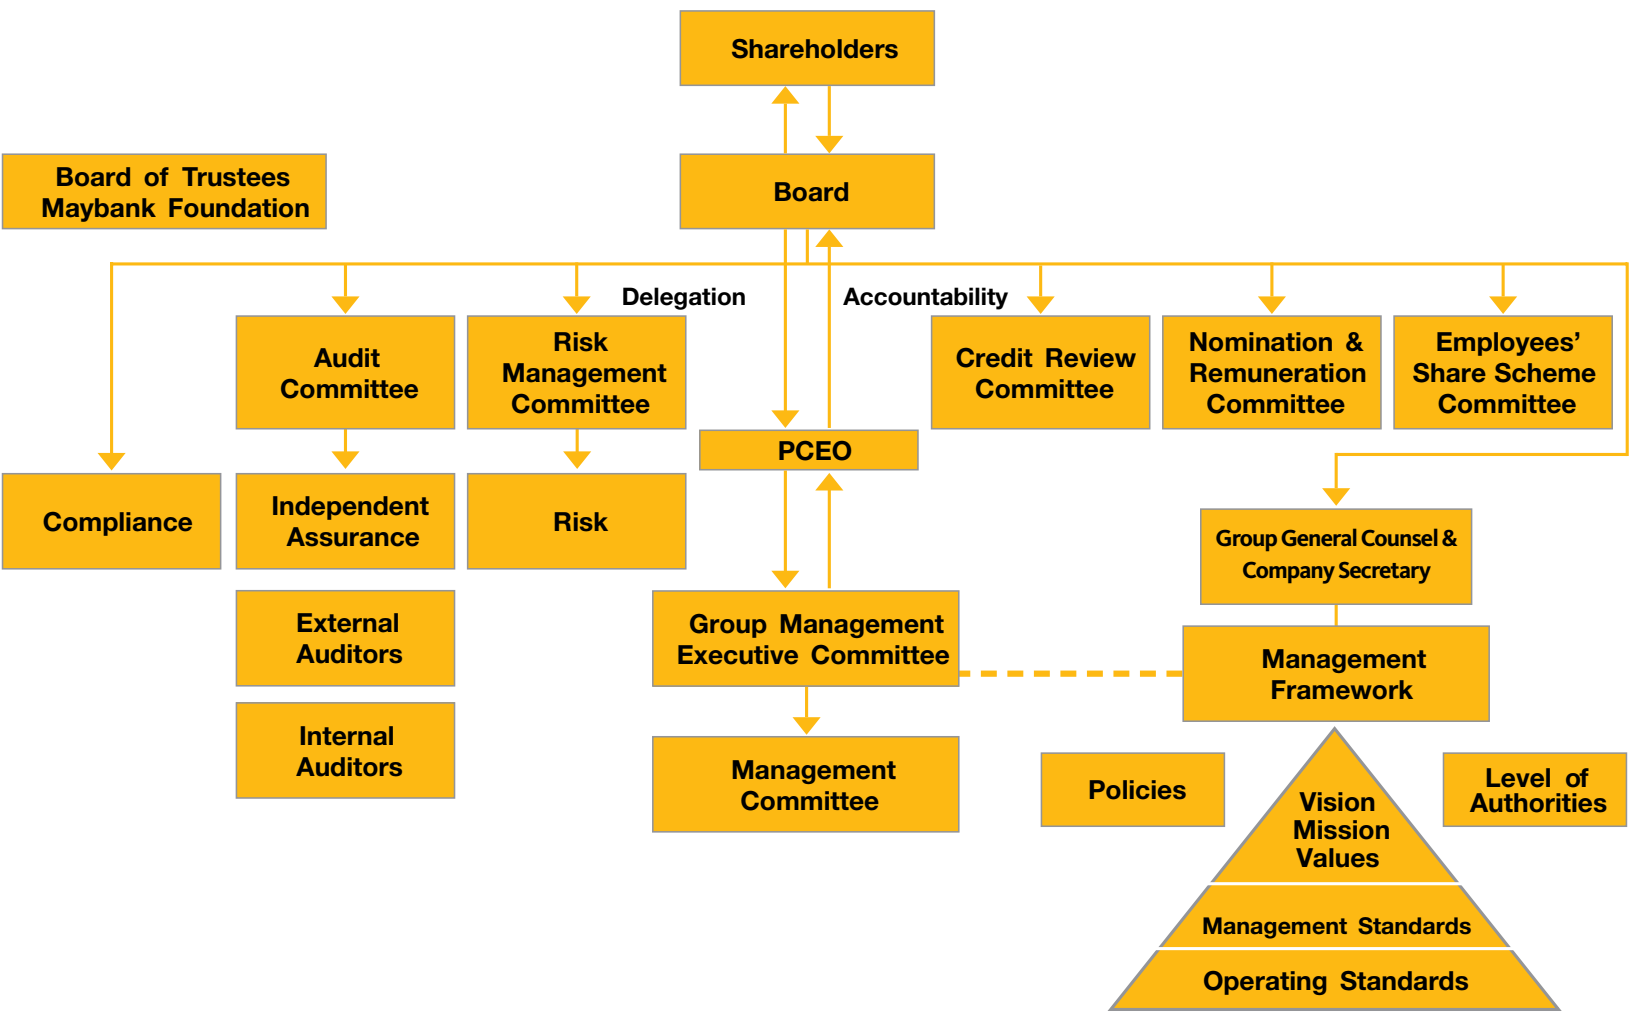 Shareholders
Board of Trustees
Maybank Foundation
Board
Delegation
Accountability
Audit
Committee
Risk
Management
Committee
Credit Review
Committee
Nomination &
Remuneration
Committee
Employees’
Share Scheme
Committee
PCEO
Compliance
Independent
Assurance
Risk
Group General Counsel &
Company Secretary
External
Auditors
Group Management
Executive Committee
Management
Framework
Internal
Auditors
Management
Committee
Policies
Vision
Mission
Values
Level of
Authorities
Management Standards
Operating Standards